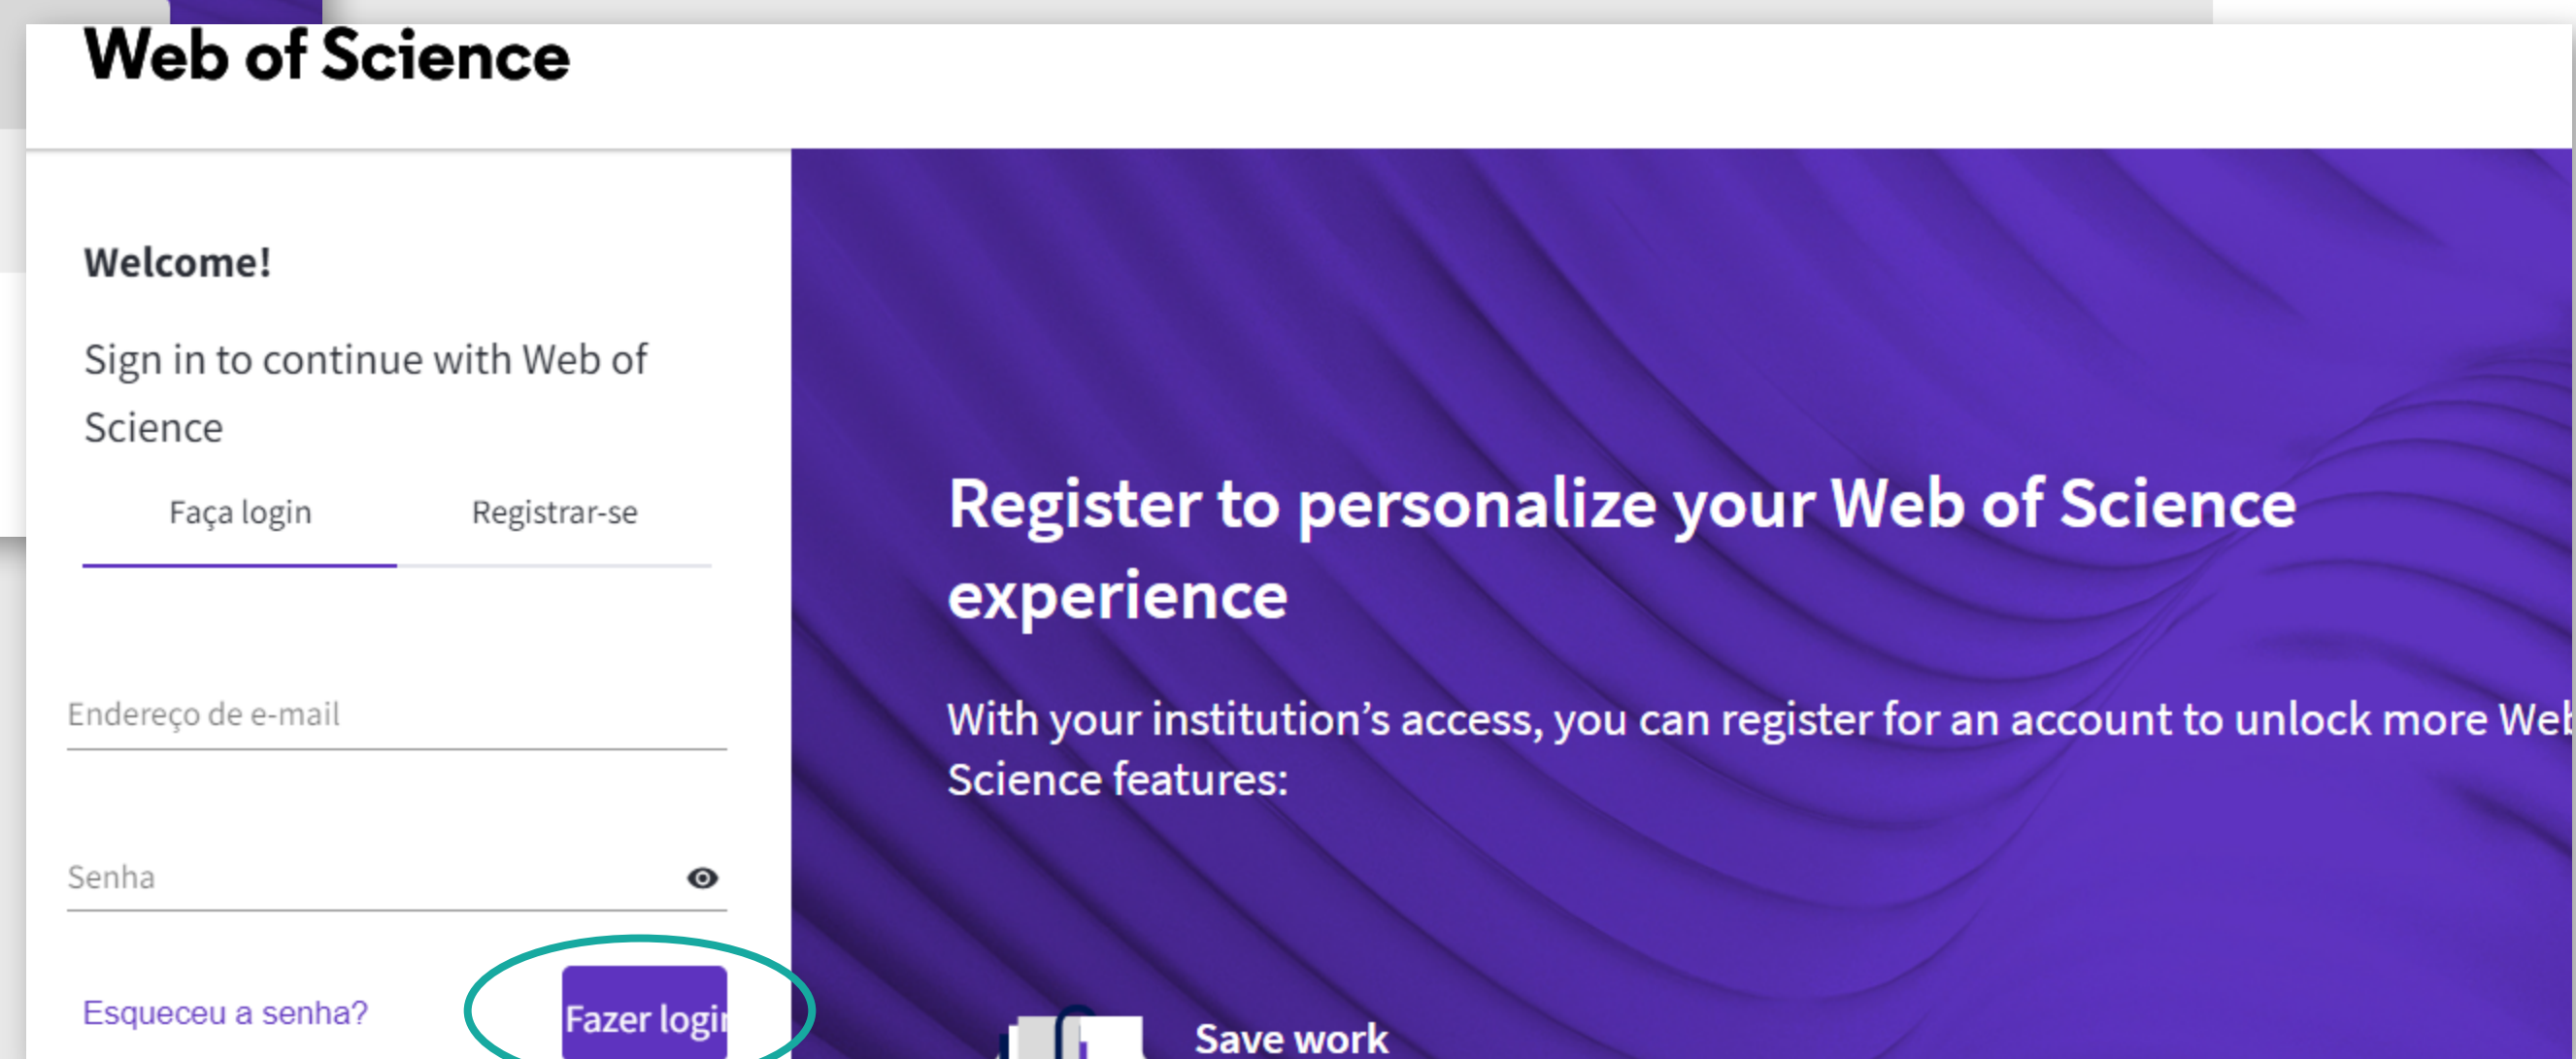 Web of Science
Welcome!
Sign in to continue with Web of
Science
Faça login
Registrar-se
Endereço de e-mail
Senha
Esqueceu a senha?
Fazer login
Register to personalize your Web of Science
experience
With your institution’s access, you can register for an account to unlock more Web
Science features:
Save work